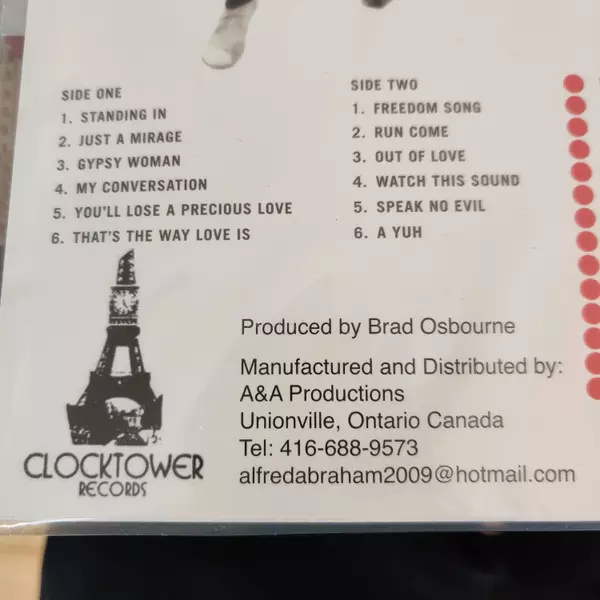 SIDE ONE
1. STANDING IN
2. JUST A MIRAGE
3. GYPSY WOMAN
4. MY CONVERSATION
5. YOU'LL LOSE A PRECIOUS LOVE
6. THAT'S THE WAY LOVE IS
SIDE TWO
1. FREEDOM SONG
2. RUN COME
3. OUT OF LOVE
4. WATCH THIS SOUND
5. SPEAK NO EVIL
6. A YUH
CLOCKTOWER
RECORDS
Produced by Brad Osbourne
Manufactured and Distributed by:
A&A Productions
Unionville, Ontario Canada
Tel: 416-688-9573
alfredabraham2009@hotmail.com